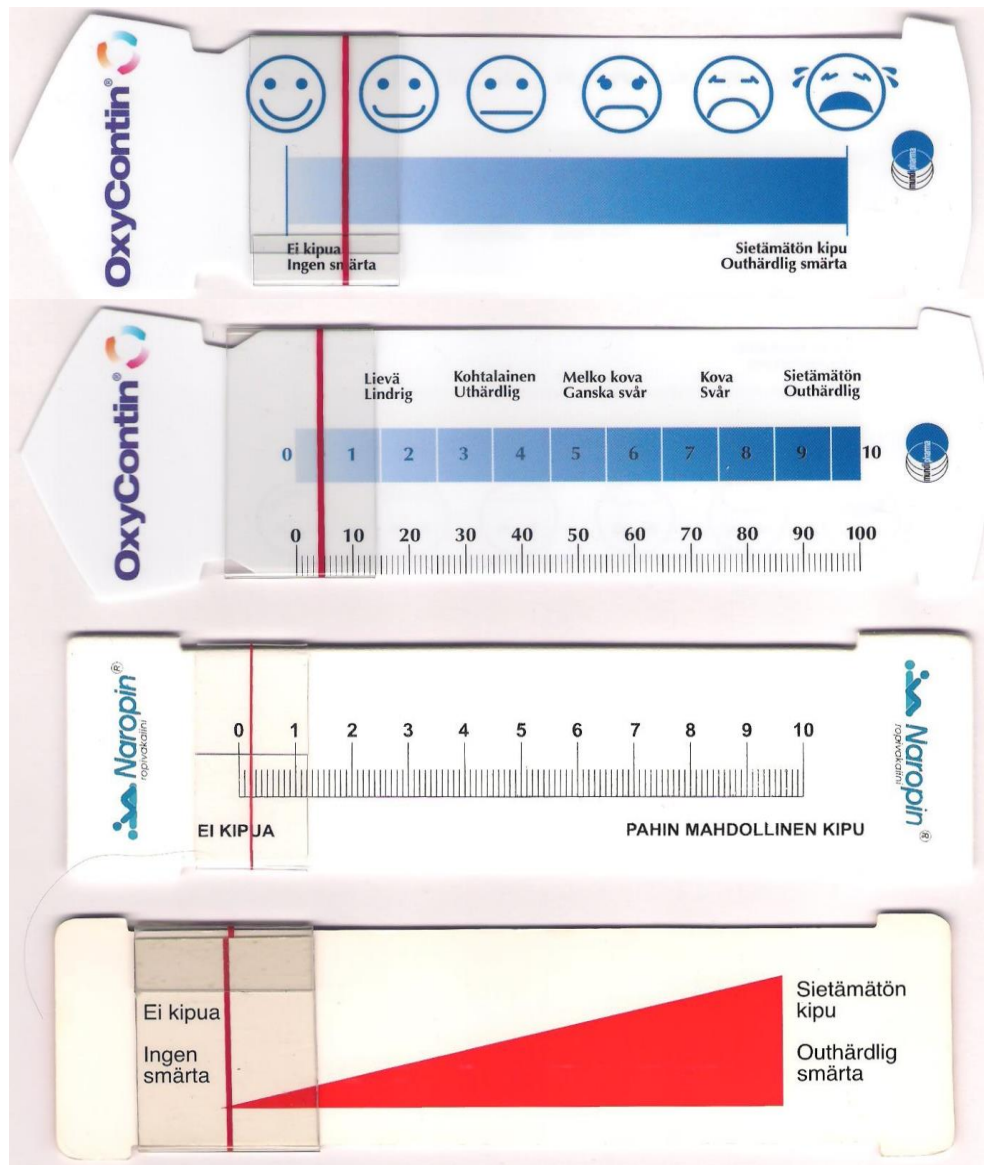 OxyContin®
Ei kipua
Ingen smärta
Sietämätön kipu
Outhärdlig smärta
mundipharma
OxyContin®
Lievä Kohtalainen Melko kova Kova Sietämätön
Lindrig Uthärdlig Ganska svår Svår Outhärdlig
0 1 2 3 4 5 6 7 8 9 10
mundipharma
0 10 20 30 40 50 60 70 80 90 100
Naropin®
ropivakaiini
0 1 2 3 4 5 6 7 8 9 10
EI KIPUA PAHIN MAHDOLLINEN KIPU
Naropin®
ropivakaiini
Ei kipua
Ingen
smärta
Sietämätön
kipu
Outhärdlig
smärta